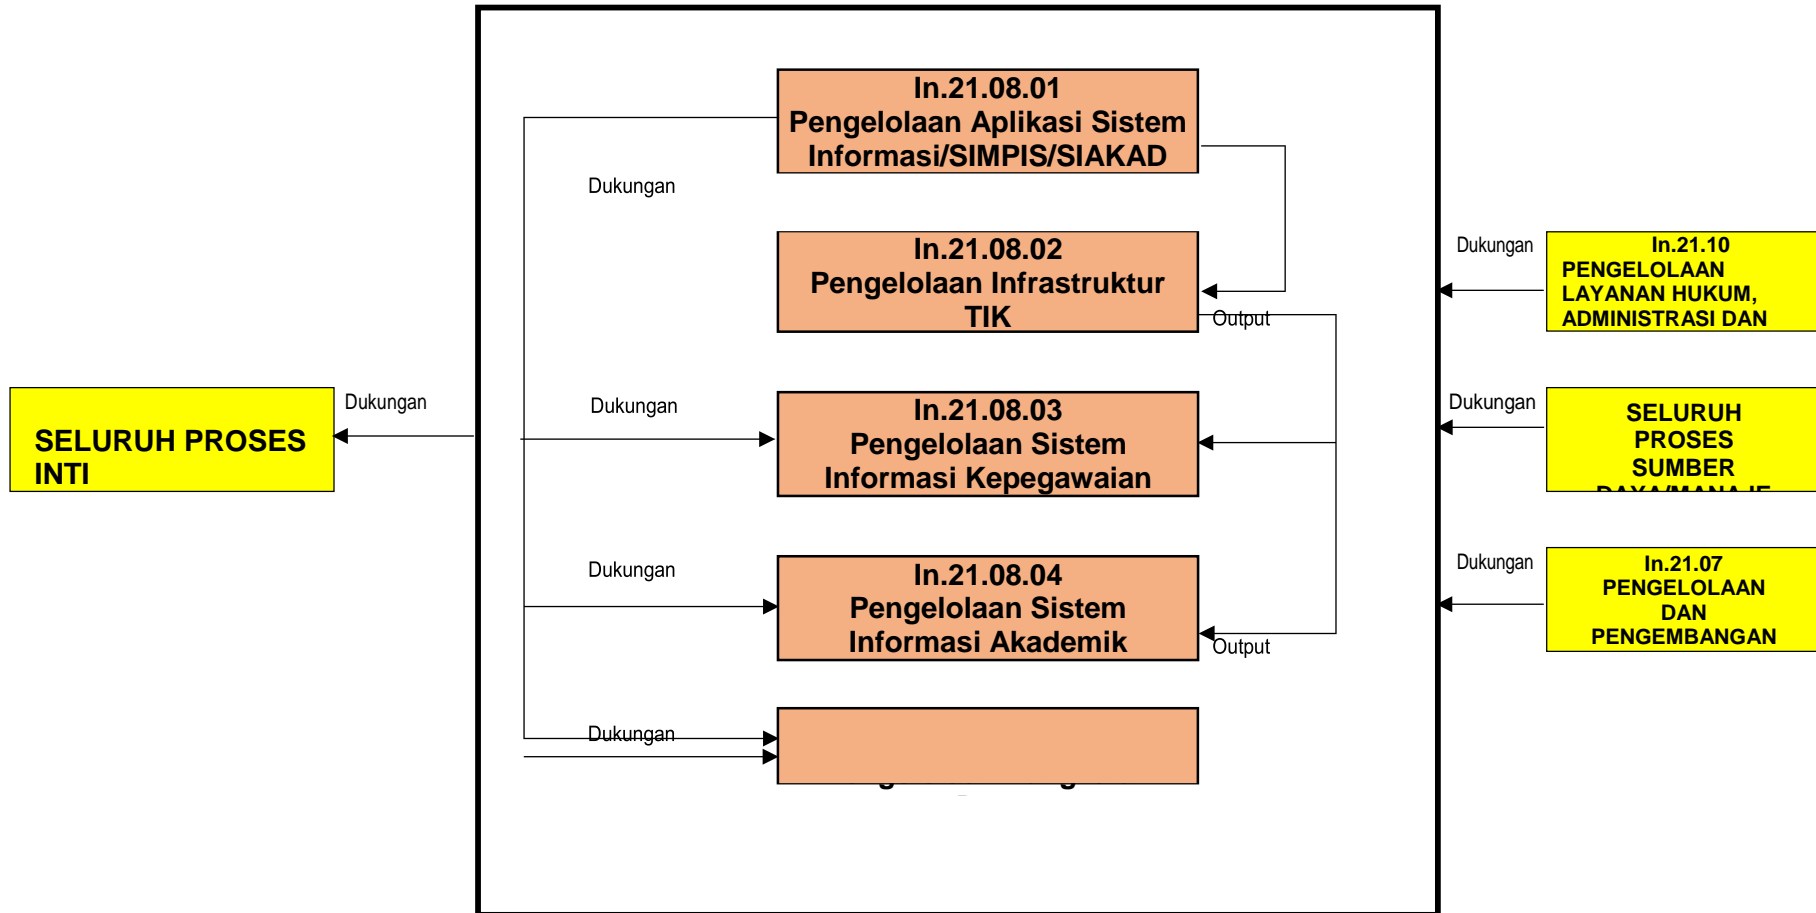 In.21.08.01
Pengelolaan Aplikasi Sistem
Informasi/SIMPIS/SIAKAD
Dukungan
In.21.08.02
Pengelolaan Infrastruktur
TIK
Output
Dukungan
In.21.10
PENGELOLAAN
LAYANAN HUKUM,
ADMINISTRASI DAN
SELURUH PROSES
INTI
Dukungan
Dukungan
In.21.08.03
Pengelolaan Sistem
Informasi Kepegawaian
Dukungan
SELURUH
PROSES
SUMBER
DAYA/MANAJE
Dukungan
In.21.08.04
Pengelolaan Sistem
Informasi Akademik
Output
Dukungan
In.21.07
PENGELOLAAN
DAN
PENGEMBANGAN
Dukungan